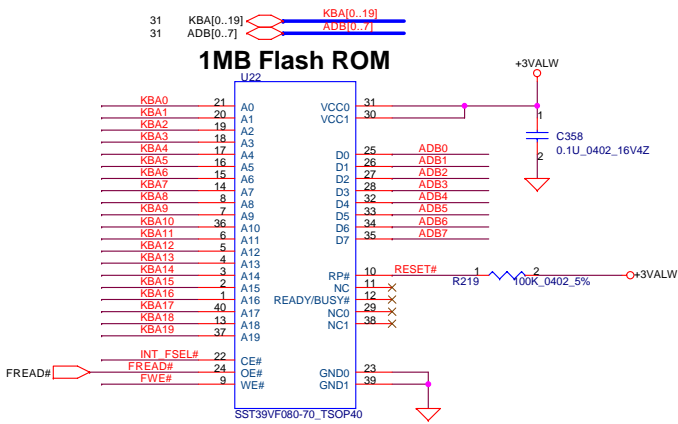 31 KBA[0..19] KBA[0..19]
31 ADB[0..7] ADB[0..7]
1MB Flash ROM
U22
+3VALW
KBA0 21 A0 VCC0 31
KBA1 20 A1 VCC1 30
KBA2 19 A2
KBA3 18 A3
KBA4 17 A4 D0 25 ADB0
KBA5 16 A5 D1 26 ADB1
KBA6 15 A6 D2 27 ADB2
KBA7 14 A7 D3 28 ADB3
KBA8 8 A8 D4 32 ADB4
KBA9 7 A9 D5 33 ADB5
KBA10 36 A10 D6 34 ADB6
KBA11 6 A11 D7 35 ADB7
KBA12 5 A12
KBA13 4 A13
KBA14 3 A14 RP# 10 RESET# 1 2 +3VALW
KBA15 2 A15 NC 11 R219 100K_0402_5%
KBA16 1 A16 READY/BUSY# 12
KBA17 40 A17 NC0 29
KBA18 13 A18 NC1 38
KBA19 37 A19
1
C358
0.1U_0402_16V4Z
2
INT_FSEL# 22 CE# GND0 23
FREAD# FREAD# 24 OE# GND1 39
FWE# 9 WE#
SST39VF080-70_TSOP40